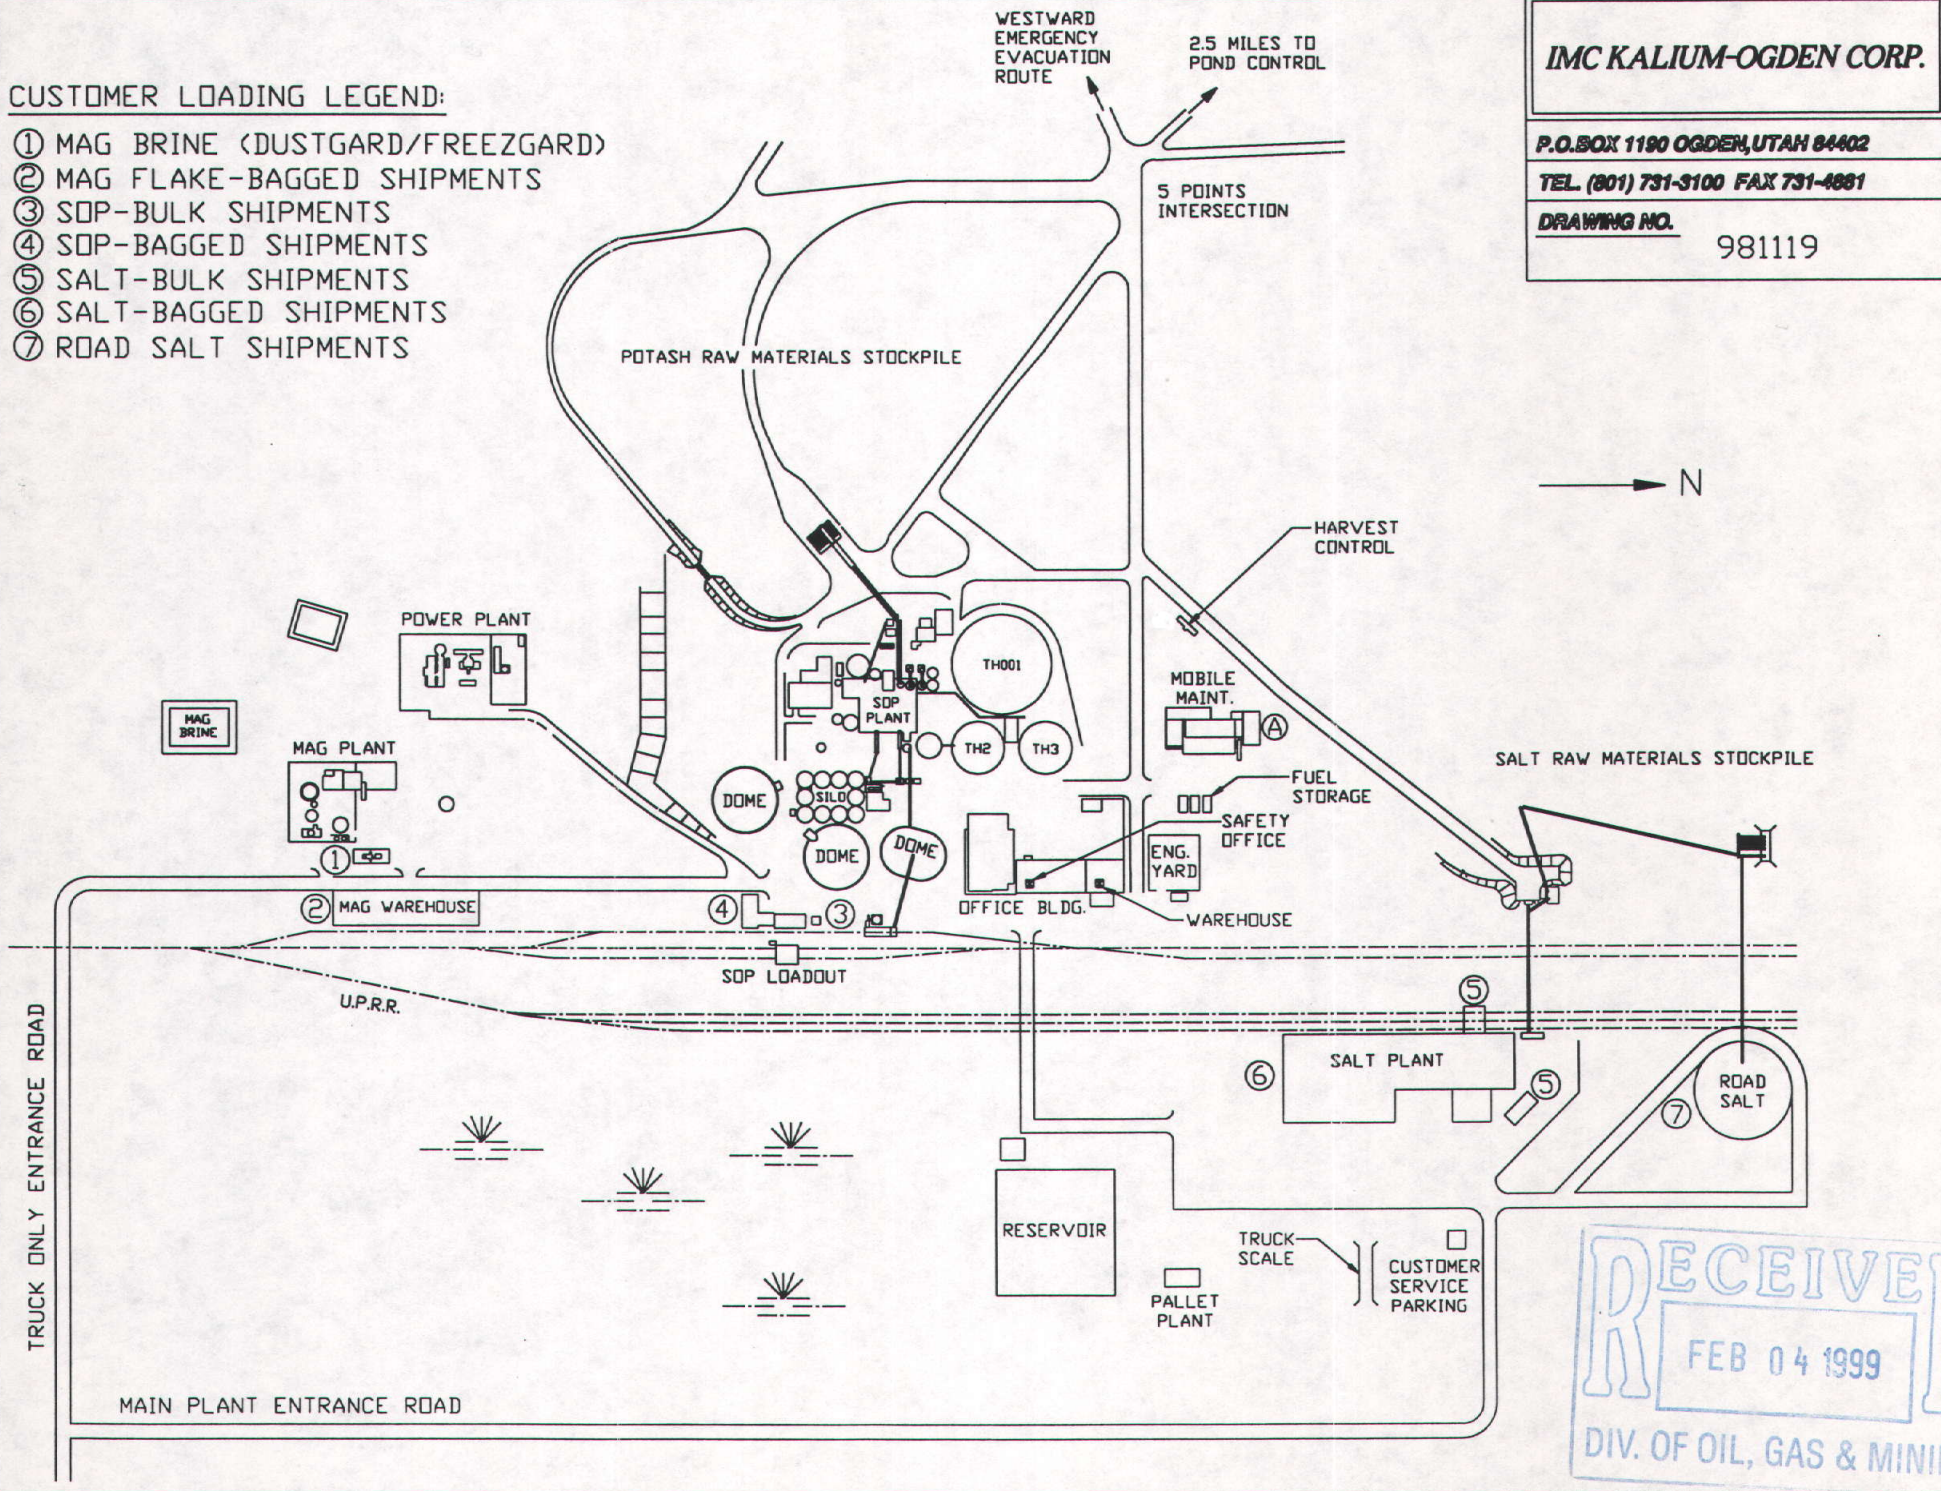 WESTWARD
EMERGENCY
EVACUATION
ROUTE
2.5 MILES TO
POND CONTROL
IMC KALIUM-OGDEN CORP.
P.O.BOX 1190 OGDEN,UTAH 84402
TEL. (801) 731-3100 FAX 731-4881
DRAWING NO.
981119
CUSTOMER LOADING LEGEND:
① MAG BRINE (DUSTGARD/FREEZGARD)
② MAG FLAKE-BAGGED SHIPMENTS
③ SOP-BULK SHIPMENTS
④ SOP-BAGGED SHIPMENTS
⑤ SALT-BULK SHIPMENTS
⑥ SALT-BAGGED SHIPMENTS
⑦ ROAD SALT SHIPMENTS
5 POINTS
INTERSECTION
POTASH RAW MATERIALS STOCKPILE
N
HARVEST
CONTROL
POWER PLANT
TH001
MOBILE
MAINT.
A
SOP
PLANT
MAG
BRINE
MAG PLANT
TH2
TH3
SALT RAW MATERIALS STOCKPILE
FUEL
STORAGE
DOME
SILO
SAFETY
OFFICE
DOME
DOME
ENG.
YARD
①
②
MAG WAREHOUSE
④
③
OFFICE BLDG.
WAREHOUSE
SOP LOADOUT
U.P.R.R.
⑤
SALT PLANT
⑥
⑤
ROAD
SALT
⑦
TRUCK ONLY ENTRANCE ROAD
RESERVOIR
TRUCK
SCALE
CUSTOMER
SERVICE
PARKING
PALLET
PLANT
MAIN PLANT ENTRANCE ROAD
RECEIVE
FEB 04 1999
DIV. OF OIL, GAS & MINI